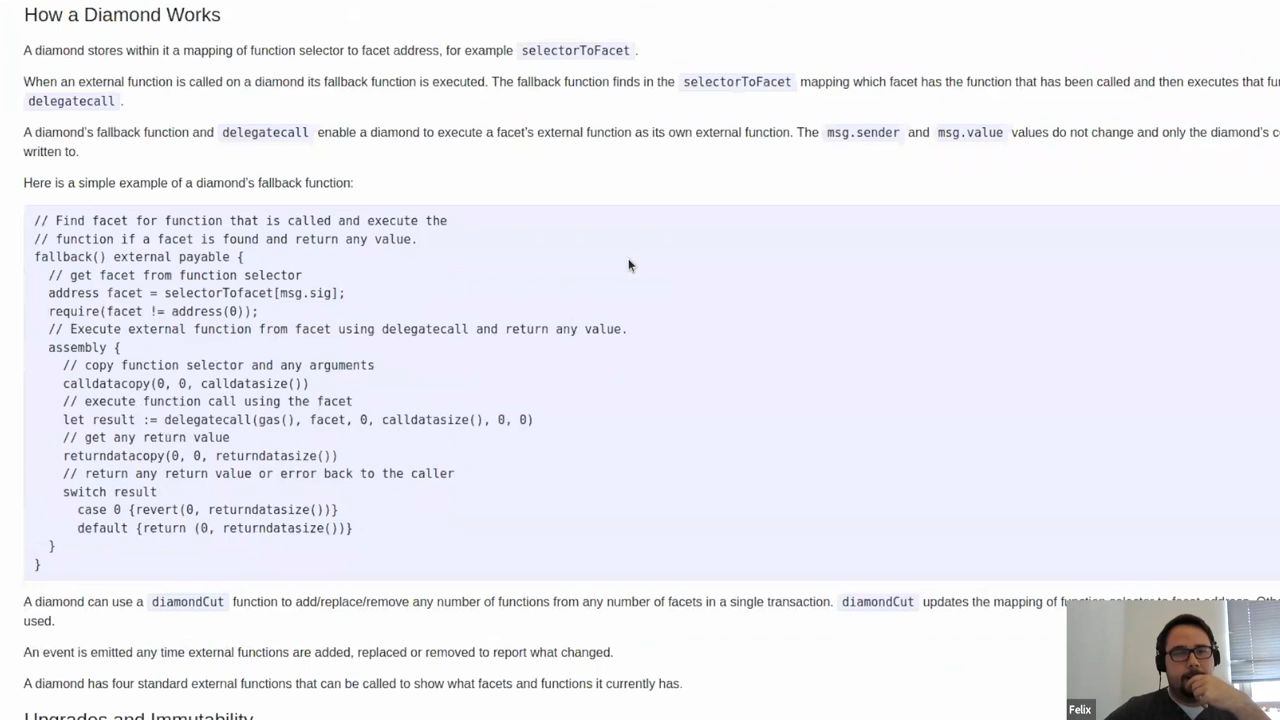 How a Diamond Works
A diamond stores within it a mapping of function selector to facet address, for example selectorToFacet .
When an external function is called on a diamond its fallback function is executed. The fallback function finds in the selectorToFacet mapping which facet has the function that has been called and then executes that
delegatecall .
A diamond's fallback function and delegatecall enable a diamond to execute a facet's external function as its own external function. The msg.sender and msg.value values do not change and only the diamond's
written to.
Here is a simple example of a diamond's fallback function:
// Find facet for function that is called and execute the
// function if a facet is found and return any value.
fallback() external payable {
// get facet from function selector
address facet = selectorTofacet[msg.sig];
require(facet != address(0));
// Execute external function from facet using delegatecall and return any value.
assembly {
// copy function selector and any arguments
calldatacopy(0, 0, calldatasize())
// execute function call using the facet
let result := delegatecall(gas(), facet, 0, calldatasize(), 0, 0)
// get any return value
returndatacopy(0, 0, returndatasize())
// return any return value or error back to the caller
switch result
case 0 {revert(0, returndatasize())}
default {return (0, returndatasize())}
}
}
A diamond can use a diamondCut function to add/replace/remove any number of functions from any number of facets in a single transaction. diamondCut updates the mapping of
used.
An event is emitted any time external functions are added, replaced or removed to report what changed.
A diamond has four standard external functions that can be called to show what facets and functions it currently has.
Upgrades and Immutability
Felix